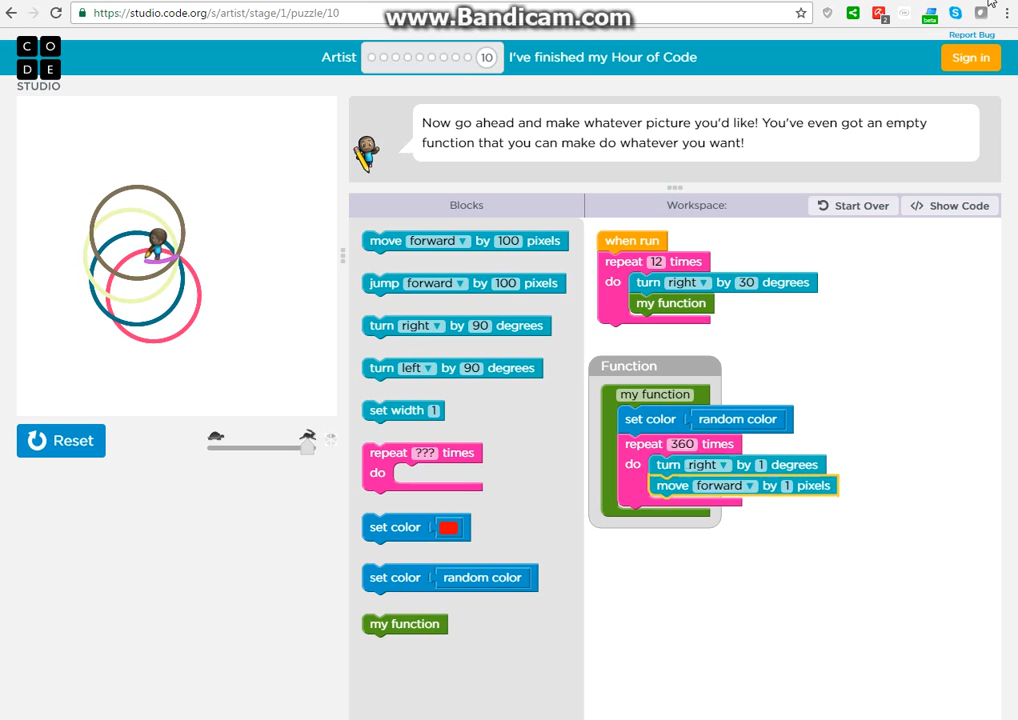 https://studio.code.org/s/artist/stage/1/puzzle/10
www.Bandicam.com
2
beta
Report Bug
C O
D E
STUDIO
Artist
10
I've finished my Hour of Code
Sign in
Now go ahead and make whatever picture you'd like! You've even got an empty
function that you can make do whatever you want!
Blocks
Workspace:
Start Over
</> Show Code
move forward by 100 pixels
jump forward by 100 pixels
turn right by 90 degrees
turn left by 90 degrees
set width 1
repeat ??? times
do
set color
set color random color
my function
when run
repeat 12 times
do turn right by 30 degrees
my function
Function
my function
set color random color
repeat 360 times
do turn right by 1 degrees
move forward by 1 pixels
Reset